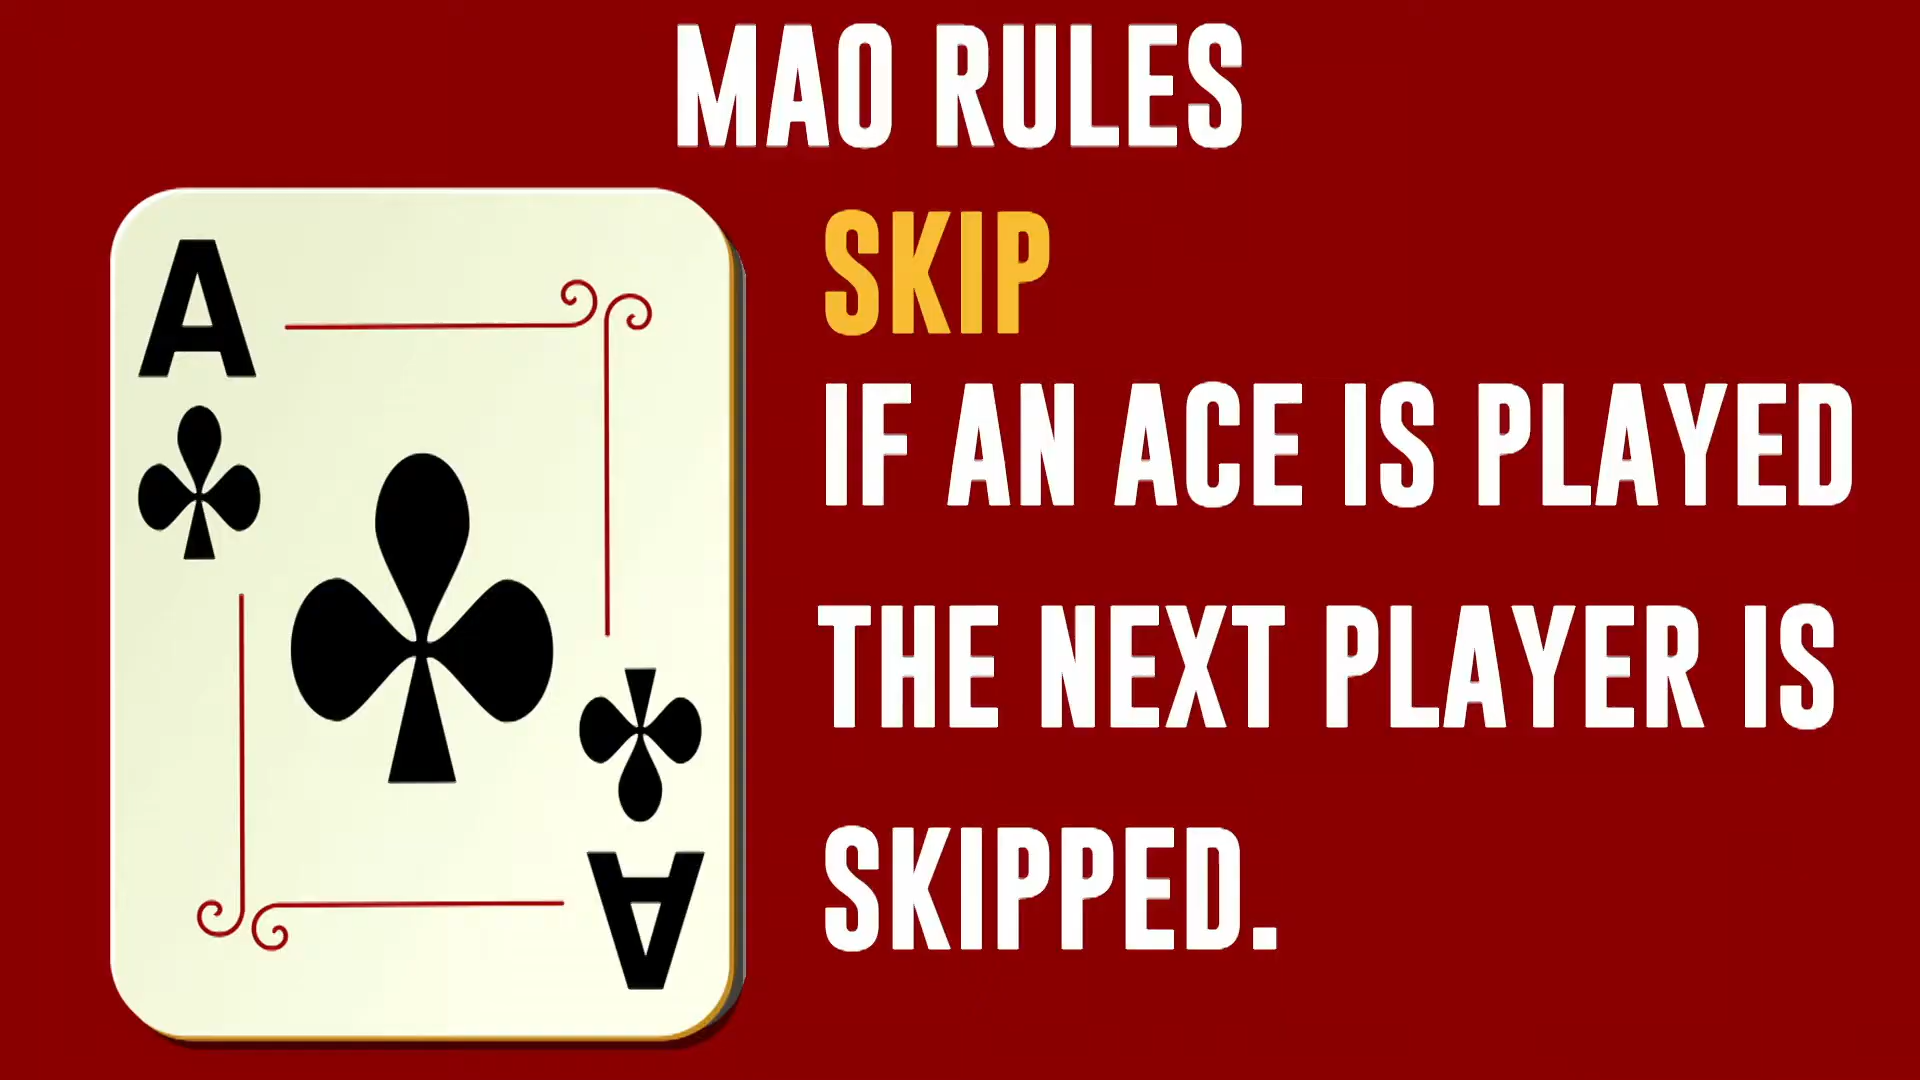 MAO RULES
A
SKIP
IF AN ACE IS PLAYED
THE NEXT PLAYER IS
SKIPPED.
A